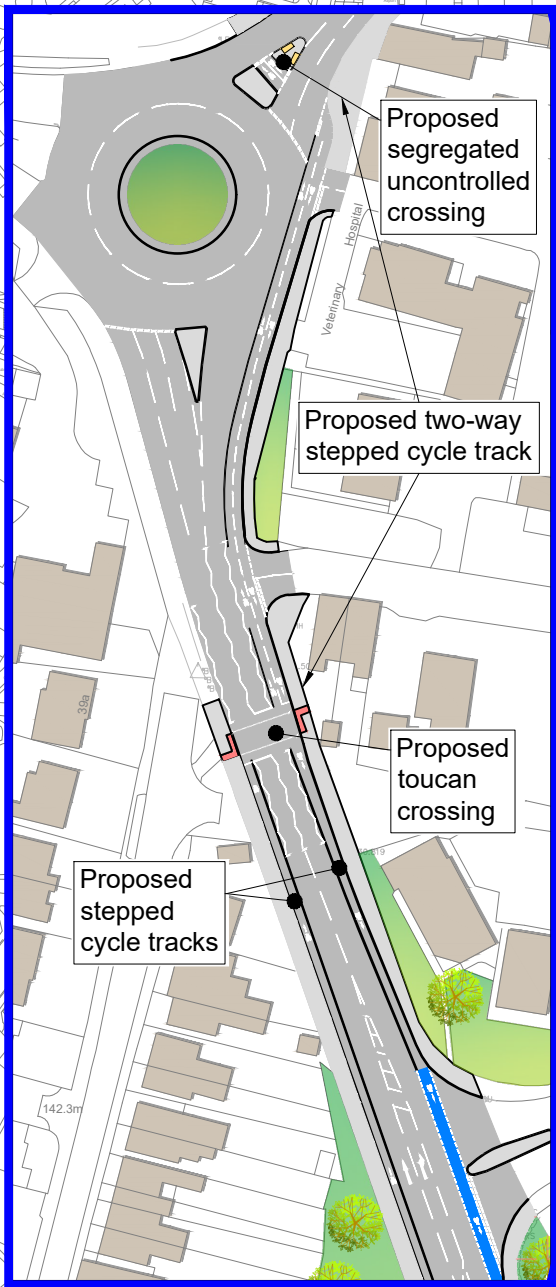 Proposed
segregated
uncontrolled
crossing
Veterinary
Hospital
Proposed two-way
stepped cycle track
39a
Proposed
toucan
crossing
Proposed
stepped
cycle tracks
142.3m